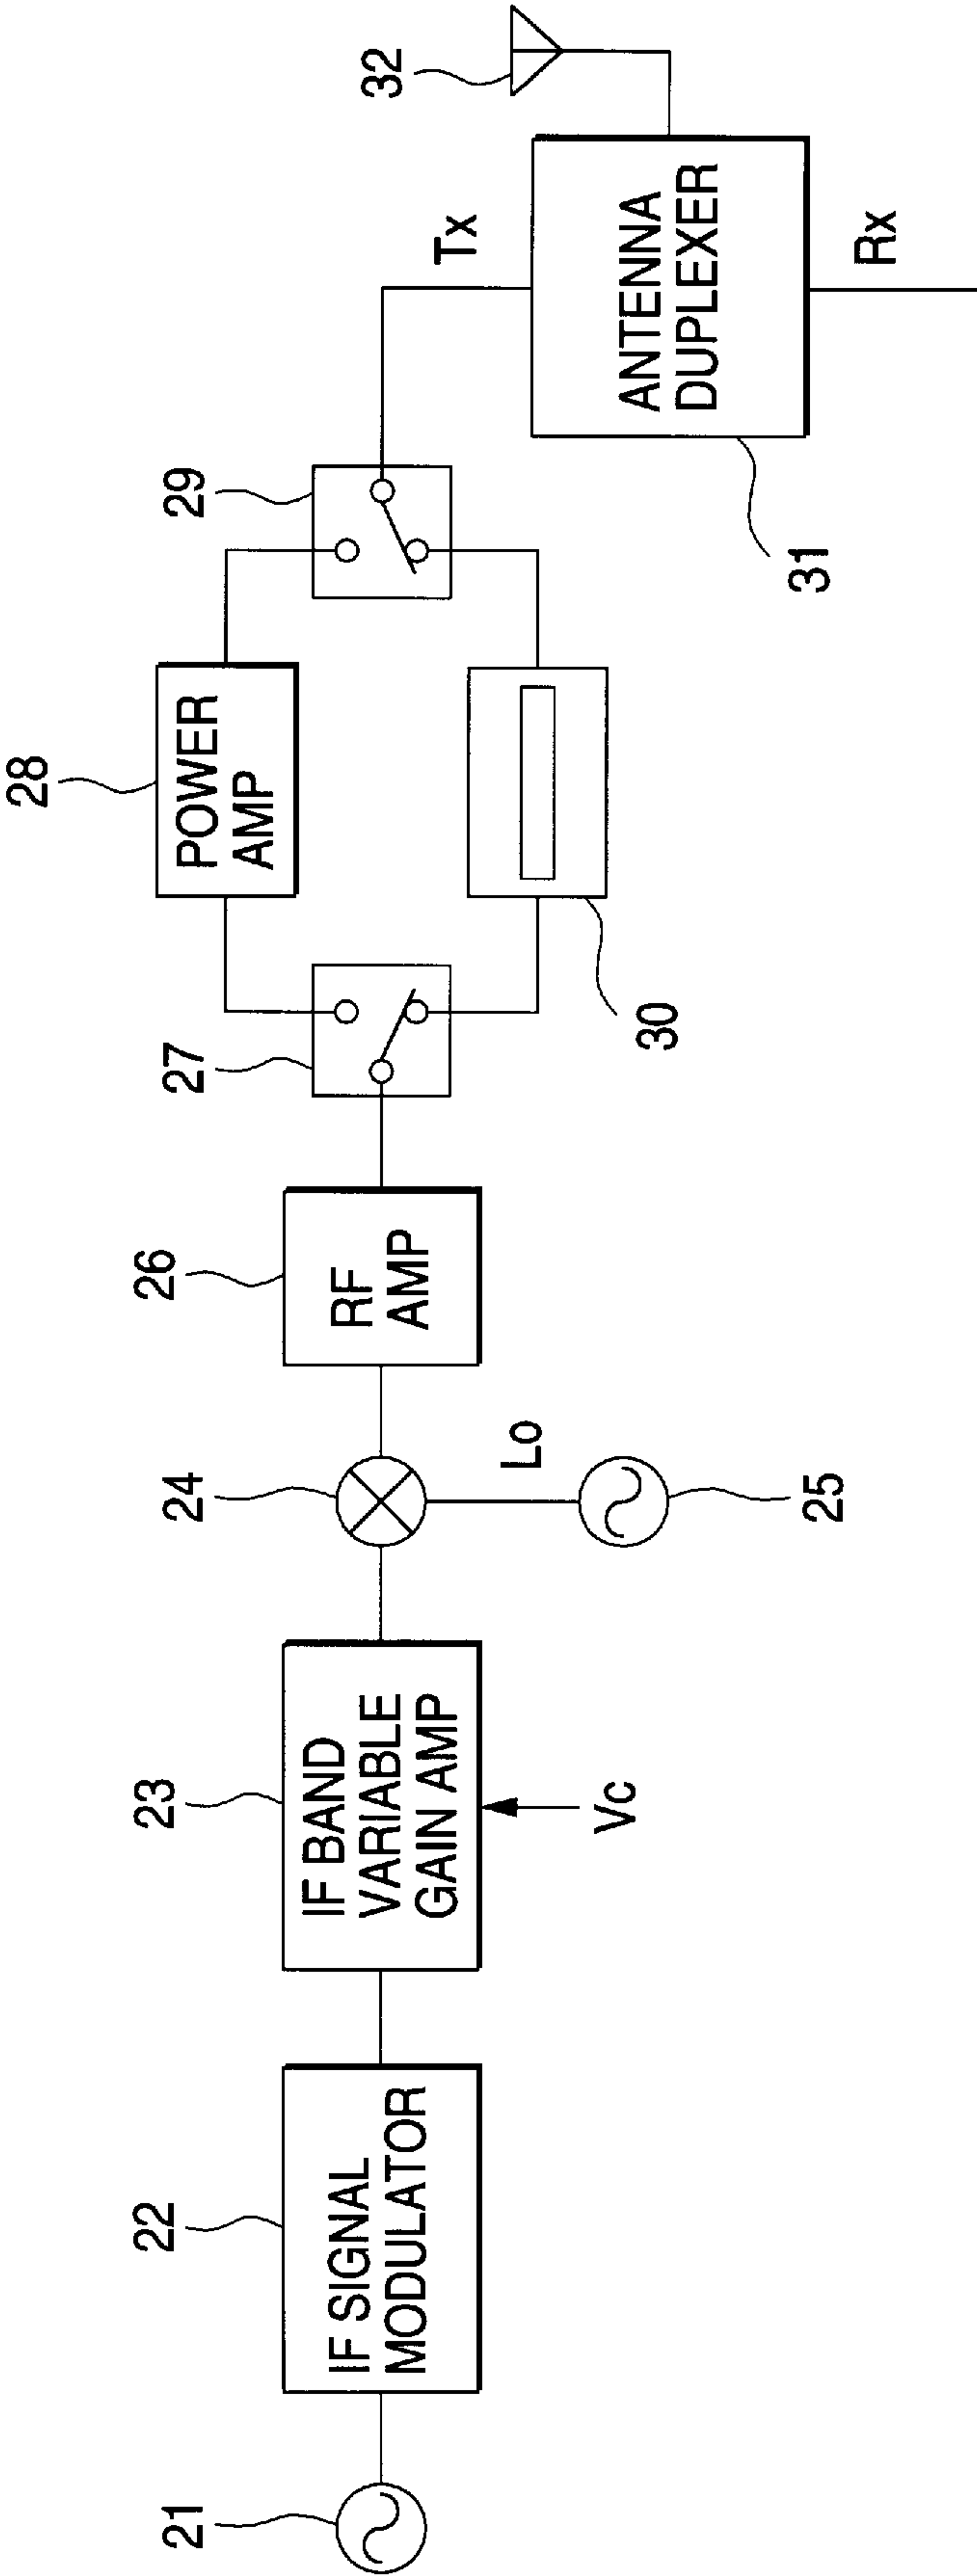 21
22
IF SIGNAL
MODULATOR
23
IF BAND
VARIABLE
GAIN AMP
Vc
24
Lo
25
26
RF
AMP
27
28
POWER
AMP
30
29
Tx
ANTENNA
DUPLEXER
31
Rx
32